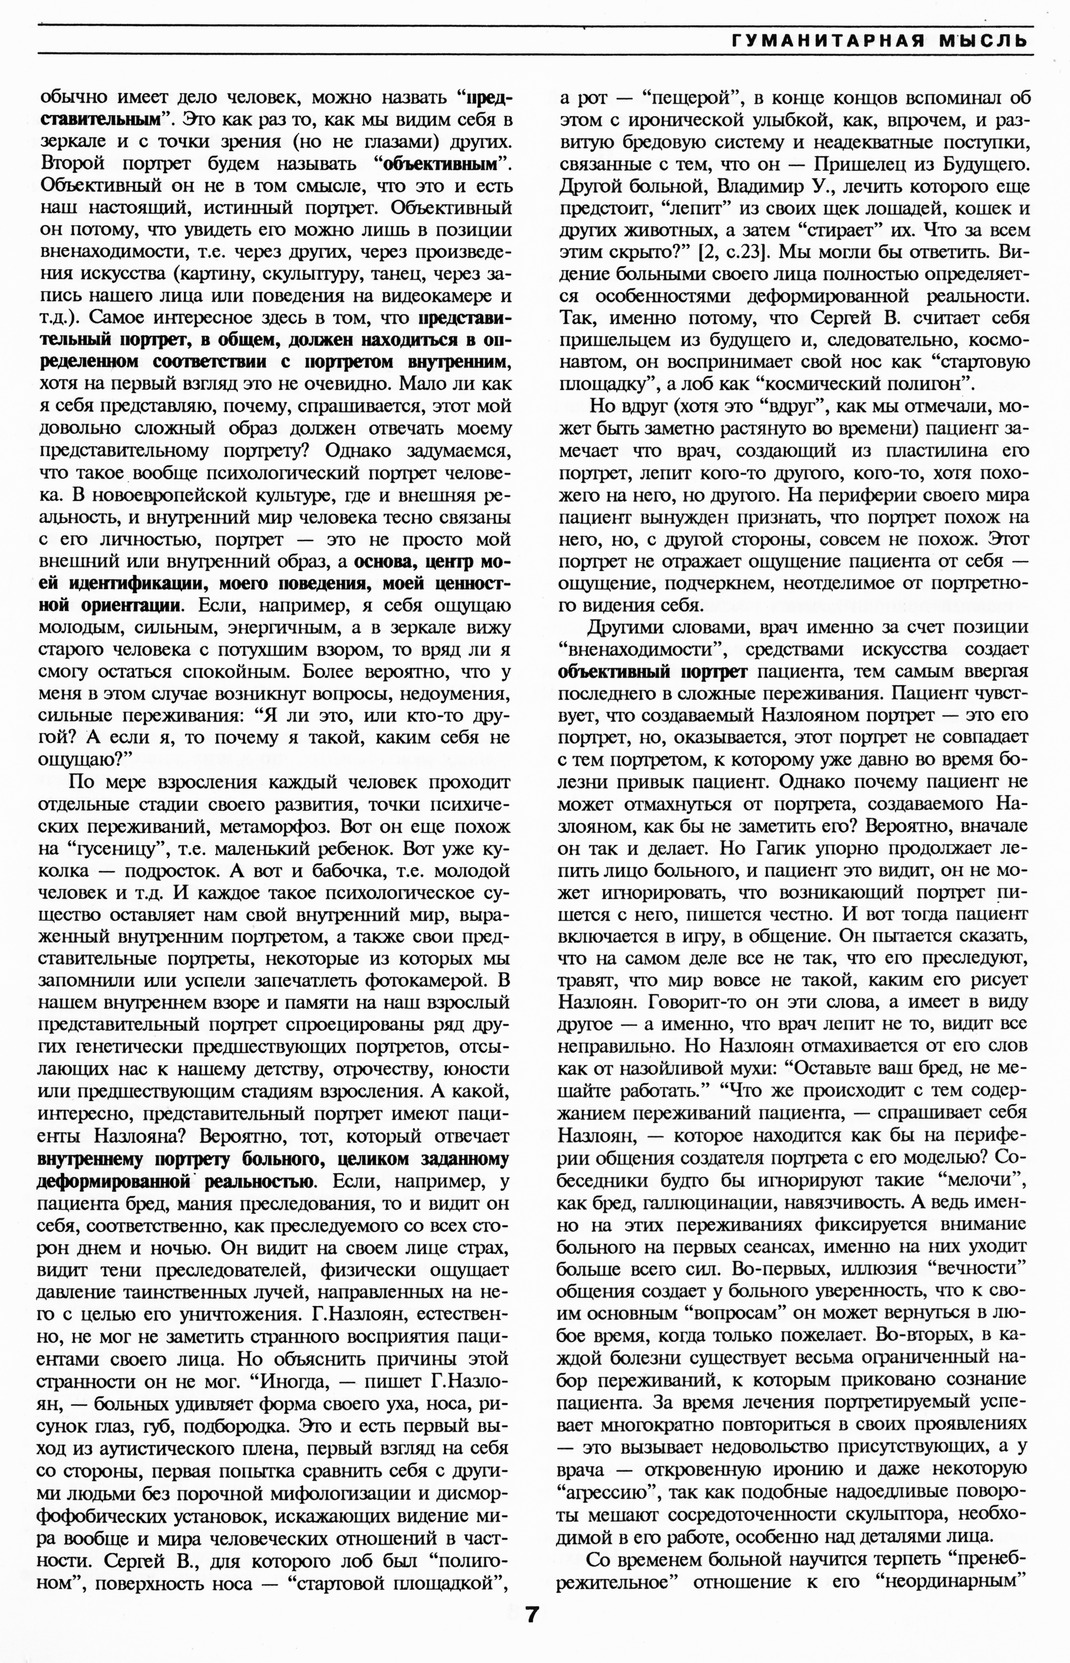 ГУМАНИТАРНАЯ МЫСЛЬ
обычно имеет дело человек, можно назвать “пред-
ставительным”. Это как раз то, как мы видим себя в
зеркале и с точки зрения (но не глазами) других.
Второй портрет будем называть “объективным”.
Объективный он не в том смысле, что это и есть
наш настоящий, истинный портрет. Объективный
он потому, что увидеть его можно лишь в позиции
вненаходимости, т.е. через других, через произведе-
ния искусства (картину, скульптуру, танец, через за-
пись нашего лица или поведения на видеокамере и
т.д.). Самое интересное здесь в том, что представи-
тельный портрет, в общем, должен находиться в оп-
ределенном соответствии с портретом внутренним,
хотя на первый взгляд это не очевидно. Мало ли как
я себя представляю, почему, спрашивается, этот мой
довольно сложный образ должен отвечать моему
представительному портрету? Однако задумаемся,
что такое вообще психологический портрет челове-
ка. В новоевропейской культуре, где и внешняя ре-
альность, и внутренний мир человека тесно связаны
с его личностью, портрет — это не просто мой
внешний или внутренний образ, а основа, центр мо-
ей идентификации, моего поведения, моей ценност-
ной ориентации. Если, например, я себя ощущаю
молодым, сильным, энергичным, а в зеркале вижу
старого человека с потухшим взором, то вряд ли я
смогу остаться спокойным. Более вероятно, что у
меня в этом случае возникнут вопросы, недоумения,
сильные переживания: “Я ли это, или кто-то дру-
гой? А если я, то почему я такой, каким себя не
ощущаю?”
По мере взросления каждый человек проходит
отдельные стадии своего развития, точки психиче-
ских переживаний, метаморфоз. Вот он еще похож
на “гусеницу”, т.е. маленький ребенок. Вот уже ку-
колка — подросток. А вот и бабочка, т.е. молодой
человек и т.д. И каждое такое психологическое су-
щество оставляет нам свой внутренний мир, выра-
женный внутренним портретом, а также свои пред-
ставительные портреты, некоторые из которых мы
запомнили или успели запечатлеть фотокамерой. В
нашем внутреннем взоре и памяти на наш взрослый
представительный портрет спроецированы ряд дру-
гих генетически предшествующих портретов, отсы-
лающих нас к нашему детству, отрочеству, юности
или предшествующим стадиям взросления. А какой,
интересно, представительный портрет имеют паци-
енты Назлояна? Вероятно, тот, который отвечает
внутреннему портрету больного, целиком заданному
деформированной реальностью. Если, например, у
пациента бред, мания преследования, то и видит он
себя, соответственно, как преследуемого со всех сто-
рон днем и ночью. Он видит на своем лице страх,
видит тени преследователей, физически ощущает
давление таинственных лучей, направленных на не-
го с целью его уничтожения. Г.Назлоян, естествен-
но, не мог не заметить странного восприятия паци-
ентами своего лица. Но объяснить причины этой
странности он не мог. “Иногда, — пишет Г.Назло-
ян, — больных удивляет форма своего уха, носа, ри-
сунок глаз, губ, подбородка. Это и есть первый вы-
ход из аутистического плена, первый взгляд на себя
со стороны, первая попытка сравнить себя с други-
ми людьми без порочной мифологизации и дисмор-
фофобических установок, искажающих видение ми-
ра вообще и мира человеческих отношений в част-
ности. Сергей В., для которого лоб был “полиго-
ном”, поверхность носа — “стартовой площадкой”,
а рот — “пещерой”, в конце концов вспоминал об
этом с иронической улыбкой, как, впрочем, и раз-
витую бредовую систему и неадекватные поступки,
связанные с тем, что он — Пришелец из Будущего.
Другой больной, Владимир У., лечить которого еще
предстоит, “лепит” из своих щек лошадей, кошек и
других животных, а затем “стирает” их. Что за всем
этим скрыто?” [2, с.23]. Мы могли бы ответить. Ви-
дение больными своего лица полностью определяет-
ся особенностями деформированной реальности.
Так, именно потому, что Сергей В. считает себя
пришельцем из будущего и, следовательно, космо-
навтом, он воспринимает свой нос как “стартовую
площадку”, а лоб как “космический полигон”.
Но вдруг (хотя это “вдруг”, как мы отмечали, мо-
жет быть заметно растянуто во времени) пациент за-
мечает что врач, создающий из пластилина его
портрет, лепит кого-то другого, кого-то, хотя похо-
жего на него, но другого. На периферии своего мира
пациент вынужден признать, что портрет похож на
него, но, с другой стороны, совсем не похож. Этот
портрет не отражает ощущение пациента от себя —
ощущение, подчеркнем, неотделимое от портретно-
го видения себя.
Другими словами, врач именно за счет позиции
“вненаходимости”, средствами искусства создает
объективный портрет пациента, тем самым ввергая
последнего в сложные переживания. Пациент чувст-
вует, что создаваемый Назлояном портрет — это его
портрет, но, оказывается, этот портрет не совпадает
с тем портретом, к которому уже давно во время бо-
лезни привык пациент. Однако почему пациент не
может отмахнуться от портрета, создаваемого На-
злояном, как бы не заметить его? Вероятно, вначале
он так и делает. Но Гагик упорно продолжает ле-
пить лицо больного, и пациент это видит, он не мо-
жет игнорировать, что возникающий портрет пи-
шется с него, пишется честно. И вот тогда пациент
включается в игру, в общение. Он пытается сказать,
что на самом деле все не так, что его преследуют,
травят, что мир вовсе не такой, каким его рисует
Назлоян. Говорит-то он эти слова, а имеет в виду
другое — а именно, что врач лепит не то, видит все
неправильно. Но Назлоян отмахивается от его слов
как от назойливой мухи: “Оставьте ваш бред, не ме-
шайте работать.” “Что же происходит с тем содер-
жанием переживаний пациента, — спрашивает себя
Назлоян, — которое находится как бы на перифе-
рии общения создателя портрета с его моделью? Со-
беседники будто бы игнорируют такие “мелочи”,
как бред, галлюцинации, навязчивость. А ведь имен-
но на этих переживаниях фиксируется внимание
больного на первых сеансах, именно на них уходит
больше всего сил. Во-первых, иллюзия “вечности”
общения создает у больного уверенность, что к сво-
им основным “вопросам” он может вернуться в лю-
бое время, когда только пожелает. Во-вторых, в ка-
ждой болезни существует весьма ограниченный на-
бор переживаний, к которым приковано сознание
пациента. За время лечения портретируемый успе-
вает многократно повториться в своих проявлениях
— это вызывает недовольство присутствующих, а у
врача — откровенную иронию и даже некоторую
“агрессию”, так как подобные надоедливые поворо-
ты мешают сосредоточенности скульптора, необхо-
димой в его работе, особенно над деталями лица.
Со временем больной научится терпеть “пренеб-
режительное” отношение к его “неординарным”
7